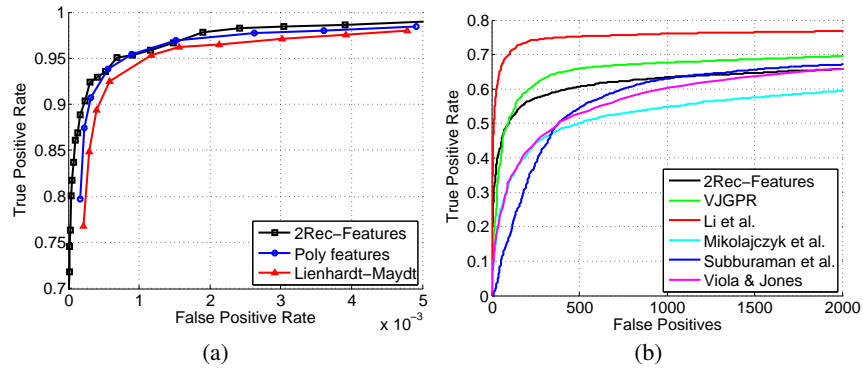 1
0.95
0.9
0.85
0.8
0.75
0.7
True Positive Rate
0 1 2 3 4 5
False Positive Rate
x 10⁻³
2Rec−Features
Poly features
Lienhardt−Maydt
(a)
0.8
0.7
0.6
0.5
0.4
0.3
0.2
0.1
0
True Positive Rate
0 500 1000 1500 2000
False Positives
2Rec−Features
VJGPR
Li et al.
Mikolajczyk et al.
Subburaman et al.
Viola & Jones
(b)